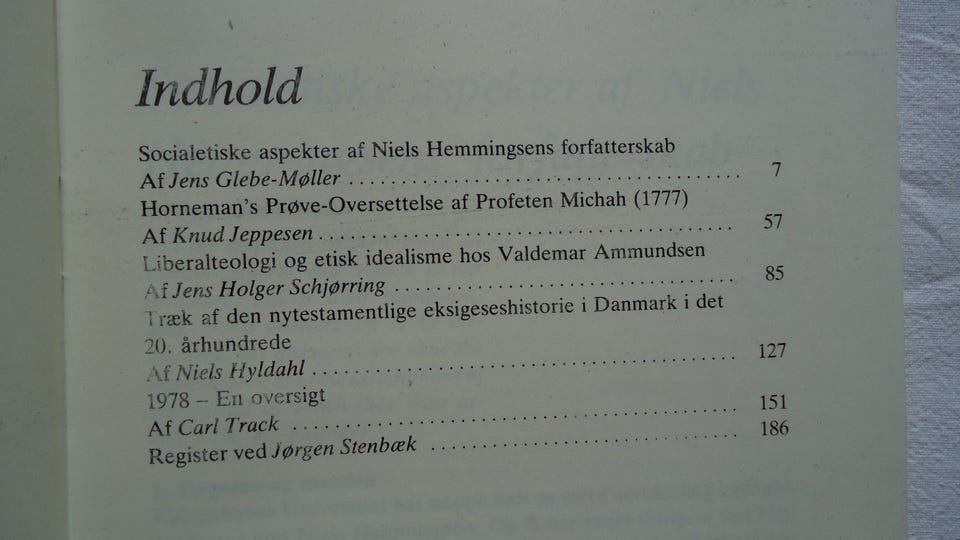 Indhold
Socialetiske aspekter af Niels Hemmingsens forfatterskab
Af Jens Glebe-Møller ........................................ 7
Horneman's Prøve-Oversettelse af Profeten Michah (1777)
Af Knud Jeppesen ........................................ 57
Liberalteologi og etisk idealisme hos Valdemar Ammundsen
Af Jens Holger Schjørring ................................ 85
Træk af den nytestamentlige eksigeseshistorie i Danmark i det
20. århundrede
Af Niels Hyldahl ........................................ 127
1978 – En oversigt
Af Carl Track ........................................ 151
Register ved Jørgen Stenbæk ............................ 186